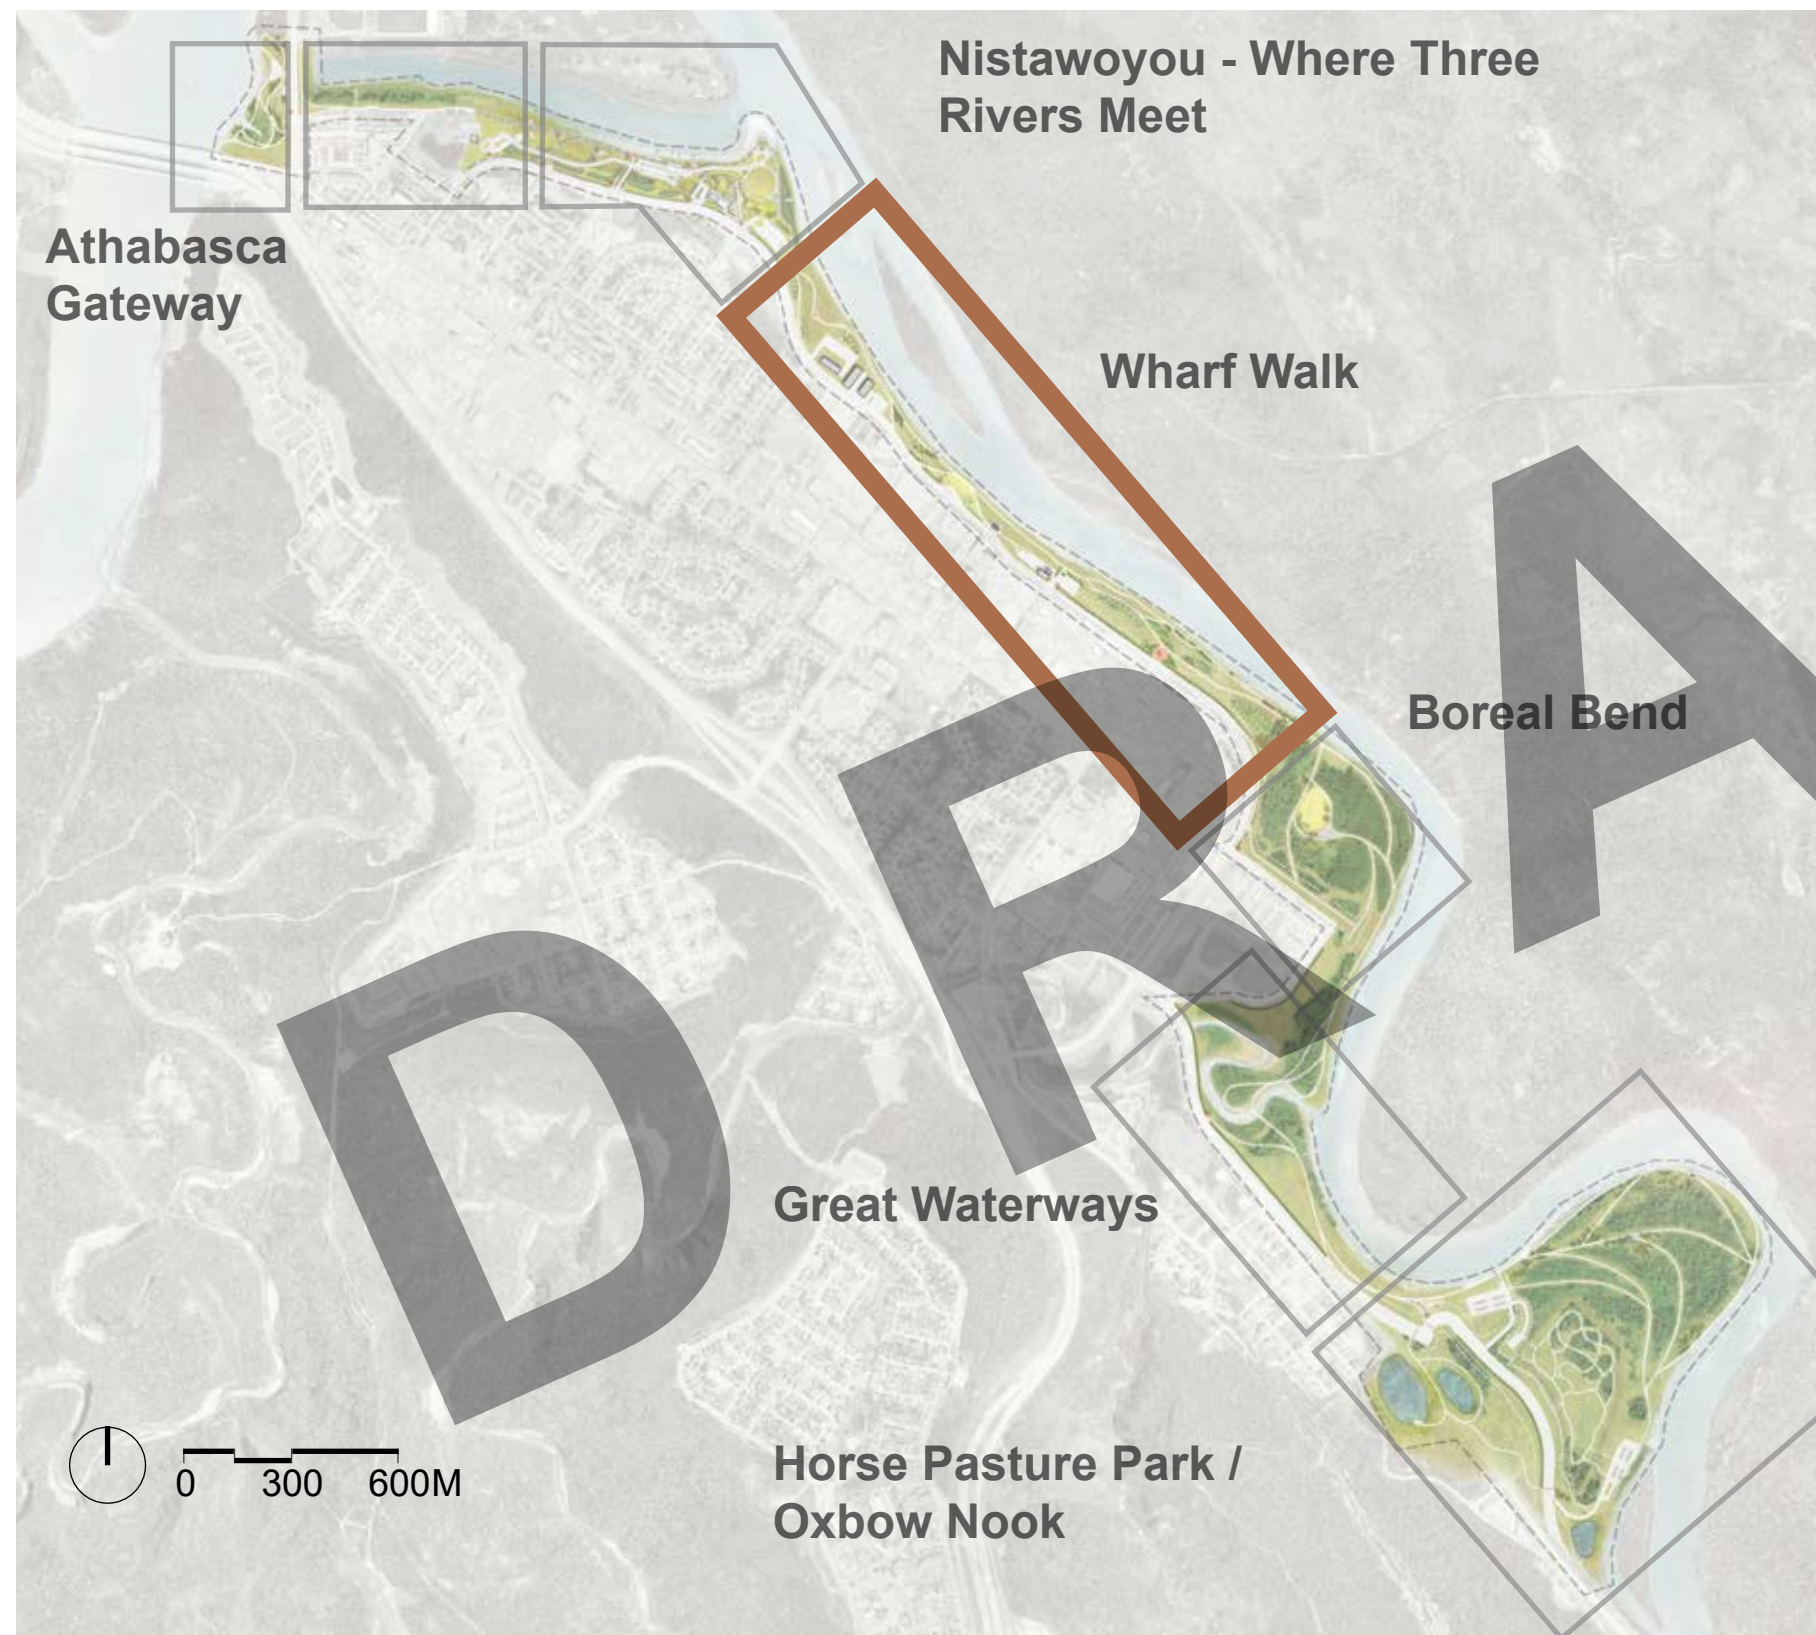 Nistawoyou - Where Three
Rivers Meet
Athabasca
Gateway
Wharf Walk
Boreal Bend
DRA
Great Waterways
Horse Pasture Park /
Oxbow Nook
0 300 600M